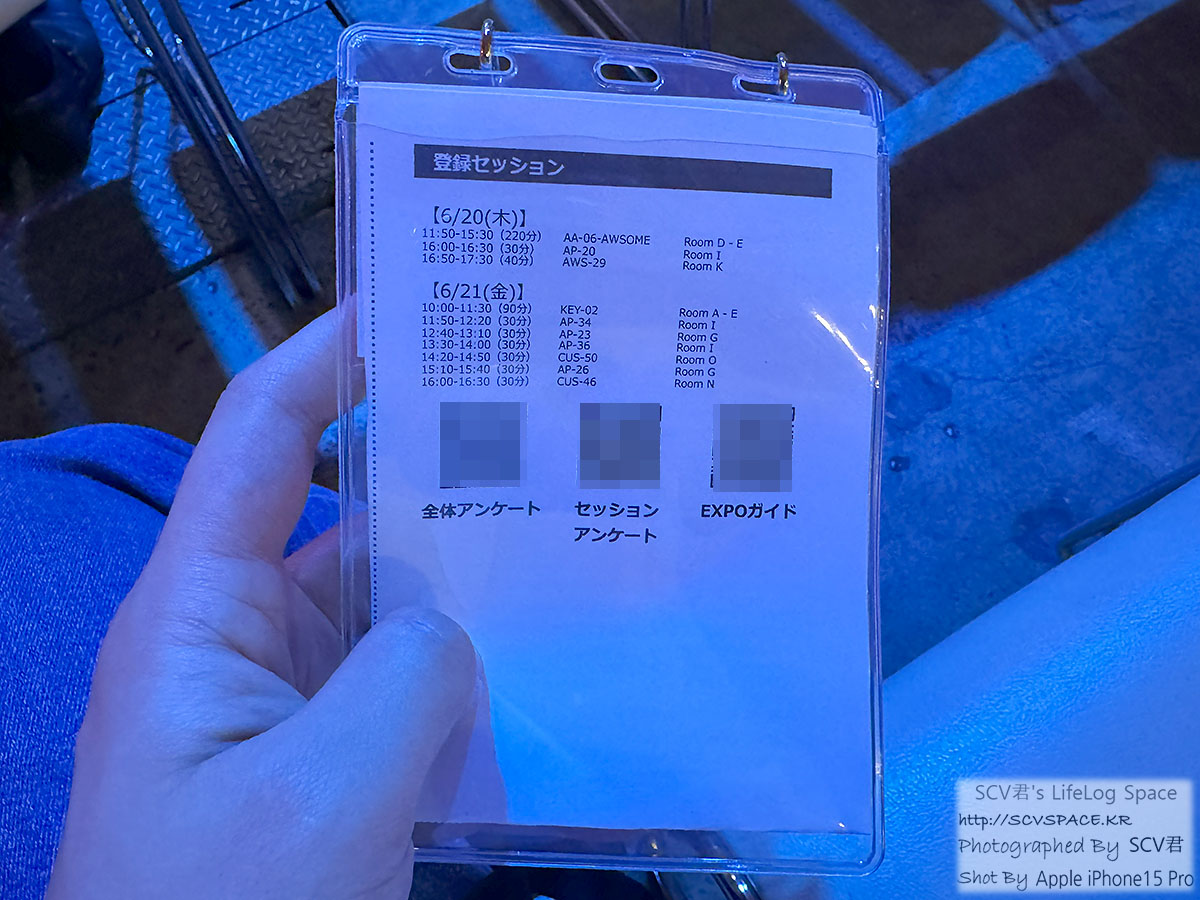 登録セッション
【6/20(木)】
11:50-15:30 (220分) AA-06-AWSOME Room D - E
16:00-16:30 (30分) AP-20 Room I
16:50-17:30 (40分) AWS-29 Room K
【6/21(金)】
10:00-11:30 (90分) KEY-02 Room A - E
11:50-12:20 (30分) AP-34 Room I
12:40-13:10 (30分) AP-23 Room G
13:30-14:00 (30分) AP-36 Room I
14:20-14:50 (30分) CUS-50 Room O
15:10-15:40 (30分) AP-26 Room G
16:00-16:30 (30分) CUS-46 Room N
全体アンケート
セッション
アンケート
EXPOガイド
SCV君's LifeLog Space
http://SCVSPACE.KR
Photographed By SCV君
Shot By Apple iPhone15 Pro